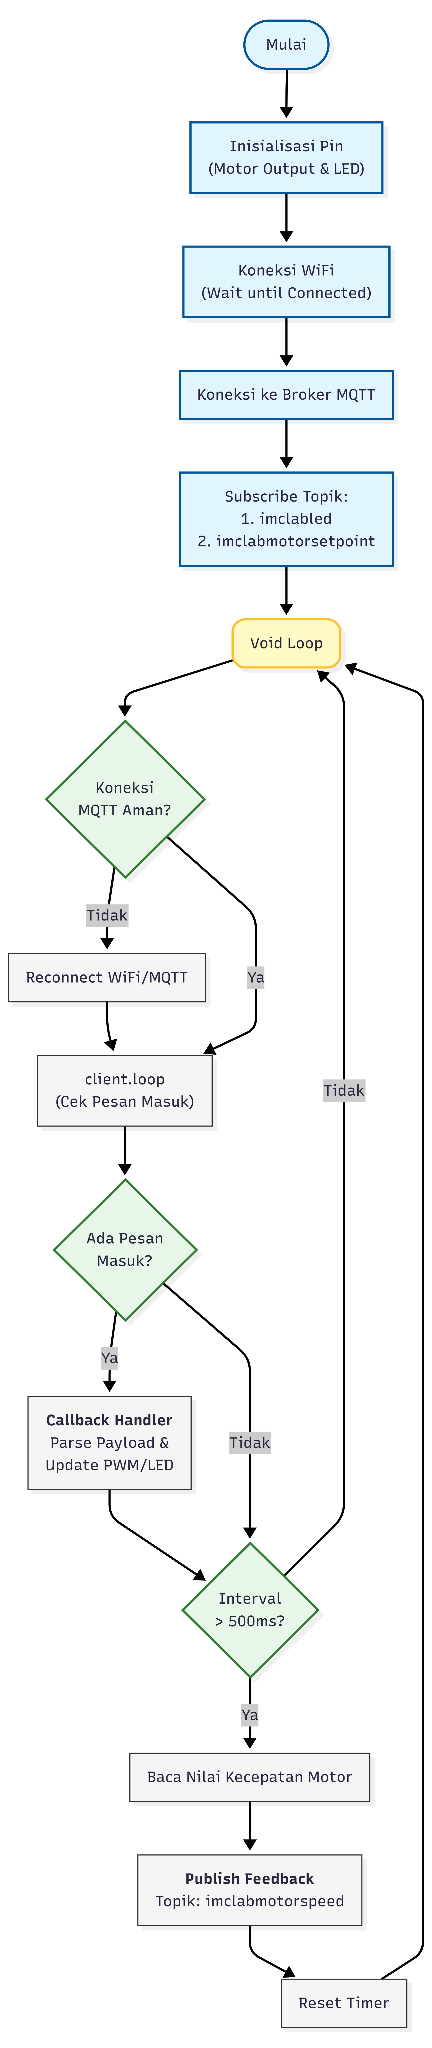 Mulai
Inisialisasi Pin
(Motor Output & LED)
Koneksi WiFi
(Wait until Connected)
Koneksi ke Broker MQTT
Subscribe Topik:
1. imclabled
2. imclabmotorsetpoint
Void Loop
Koneksi
MQTT Aman?
Tidak
Reconnect WiFi/MQTT
Ya
client.loop
(Cek Pesan Masuk)
Tidak
Ada Pesan
Masuk?
Ya
Callback Handler
Parse Payload &
Update PWM/LED
Tidak
Interval
> 500ms?
Ya
Baca Nilai Kecepatan Motor
Publish Feedback
Topik: imclabmotorspeed
Reset Timer